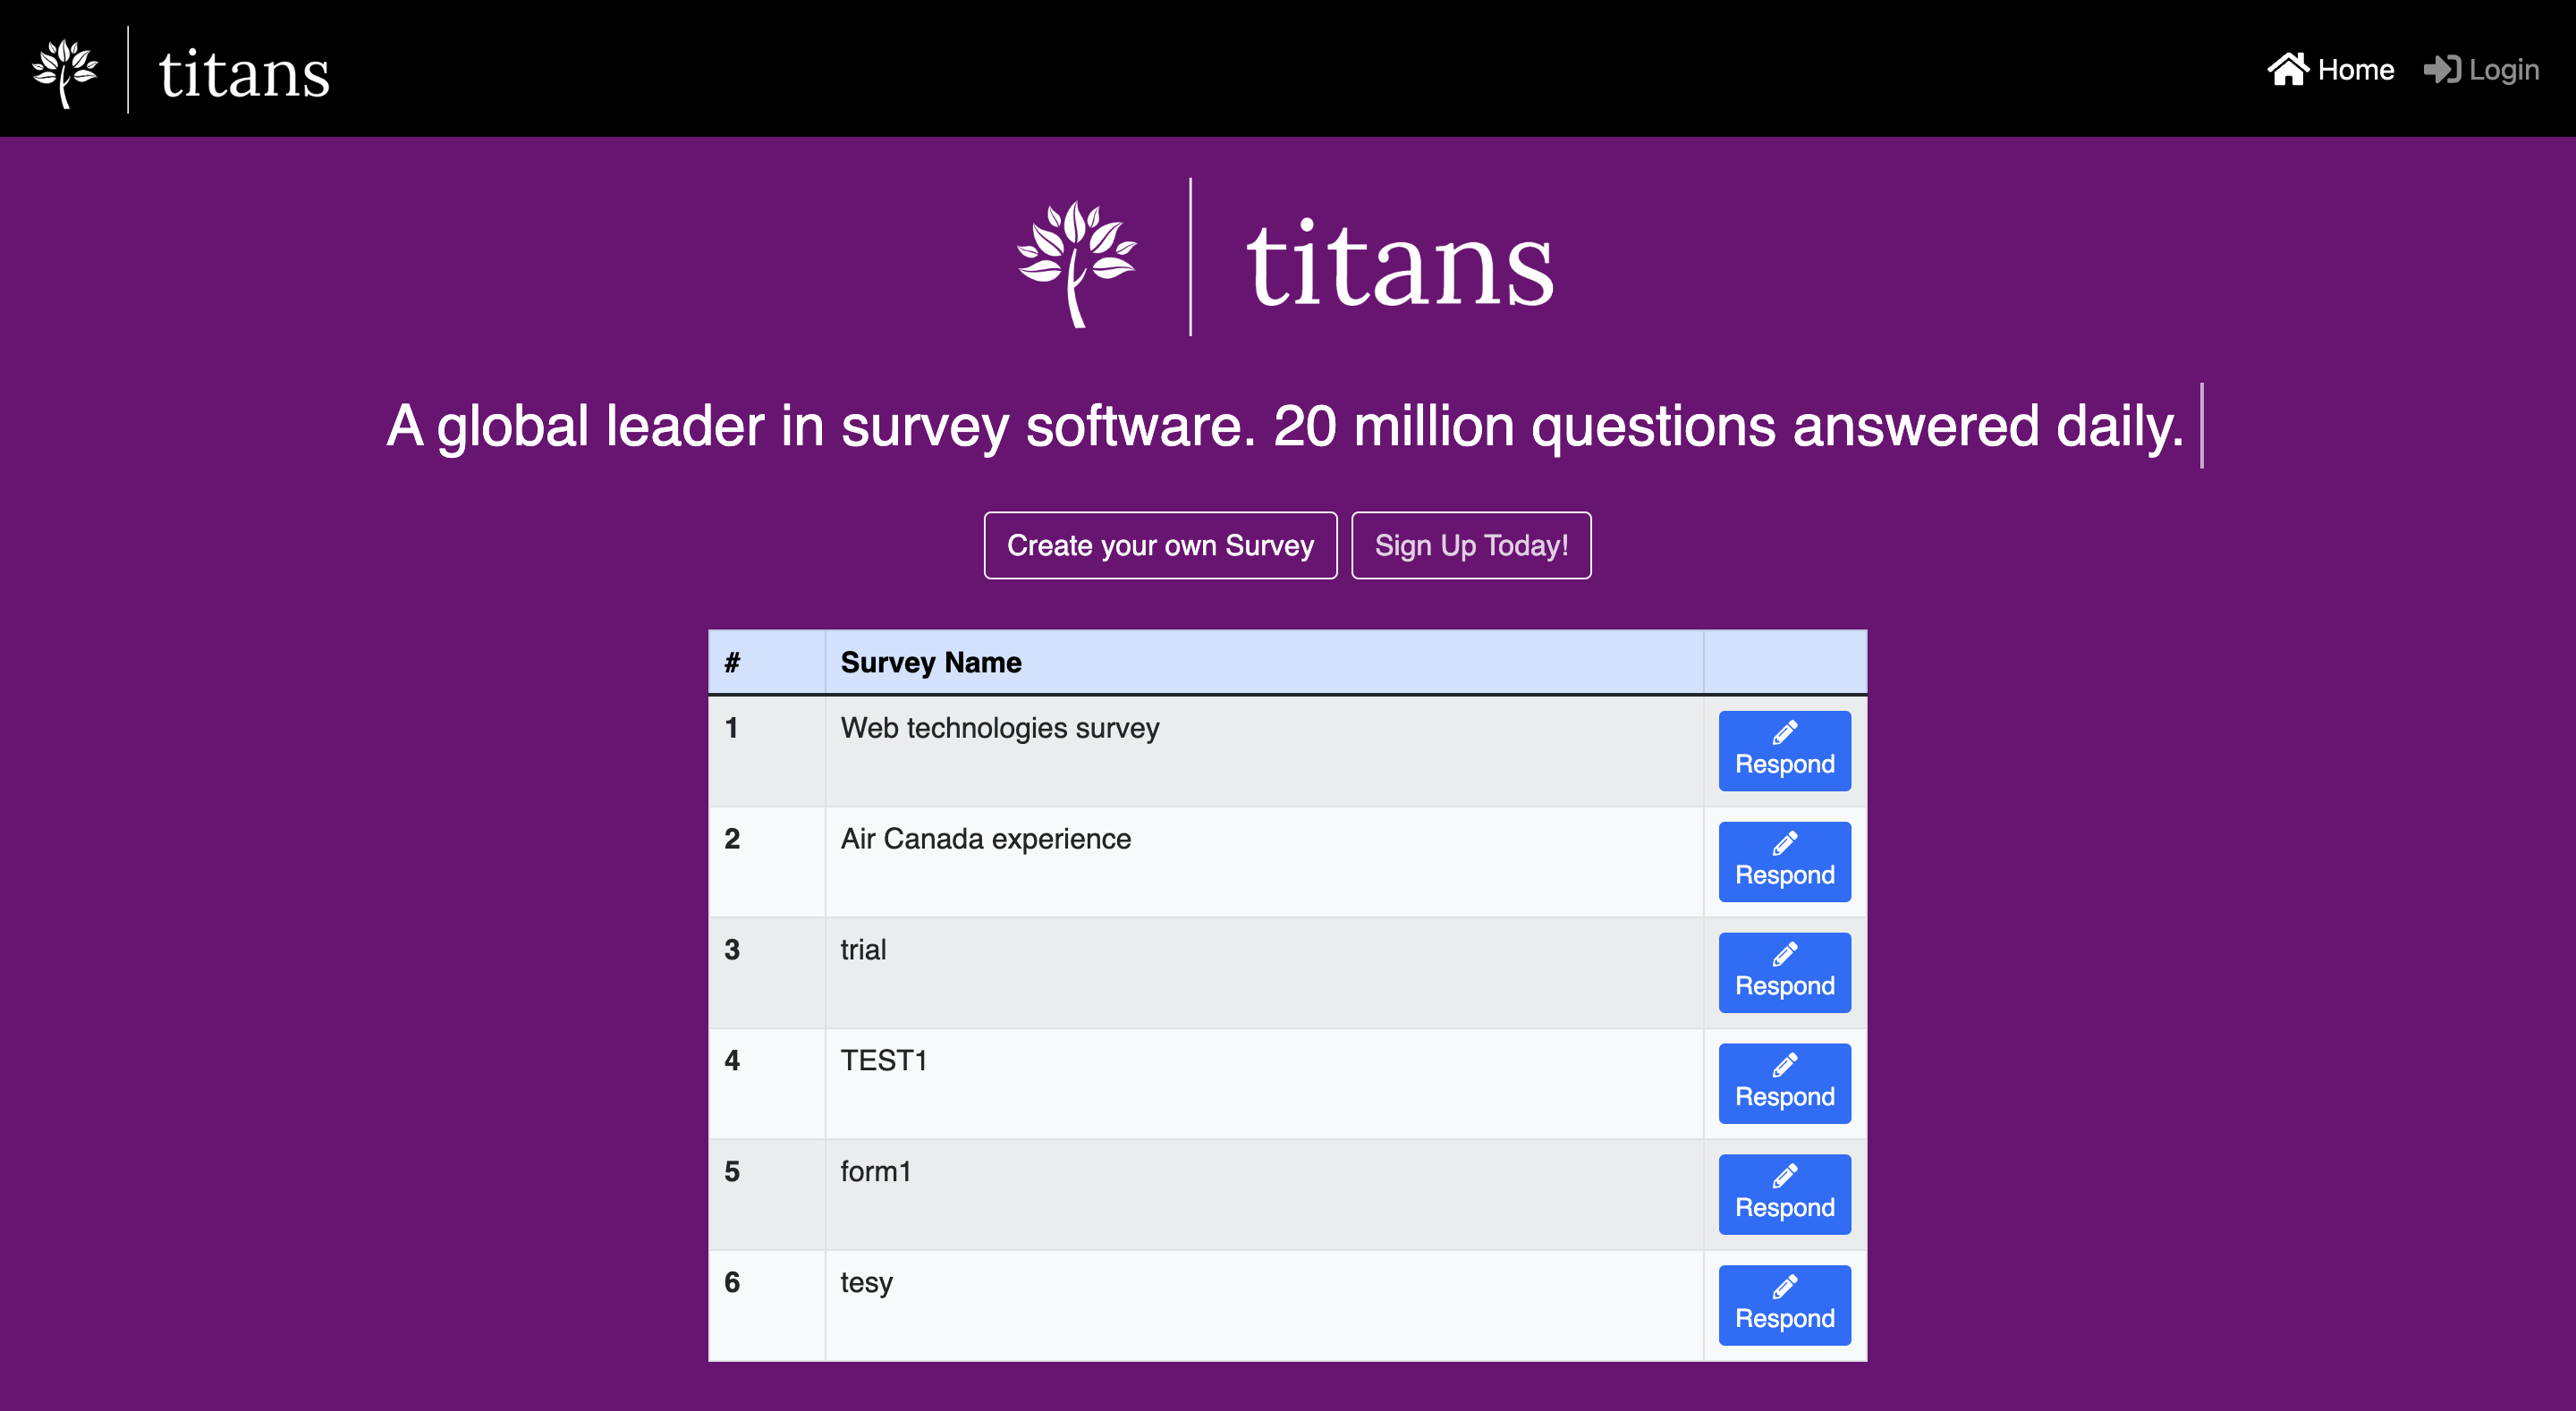 titans
Home Login
titans
A global leader in survey software. 20 million questions answered daily.
Create your own Survey Sign Up Today!
# Survey Name
1 Web technologies survey Respond
2 Air Canada experience Respond
3 trial Respond
4 TEST1 Respond
5 form1 Respond
6 tesy Respond